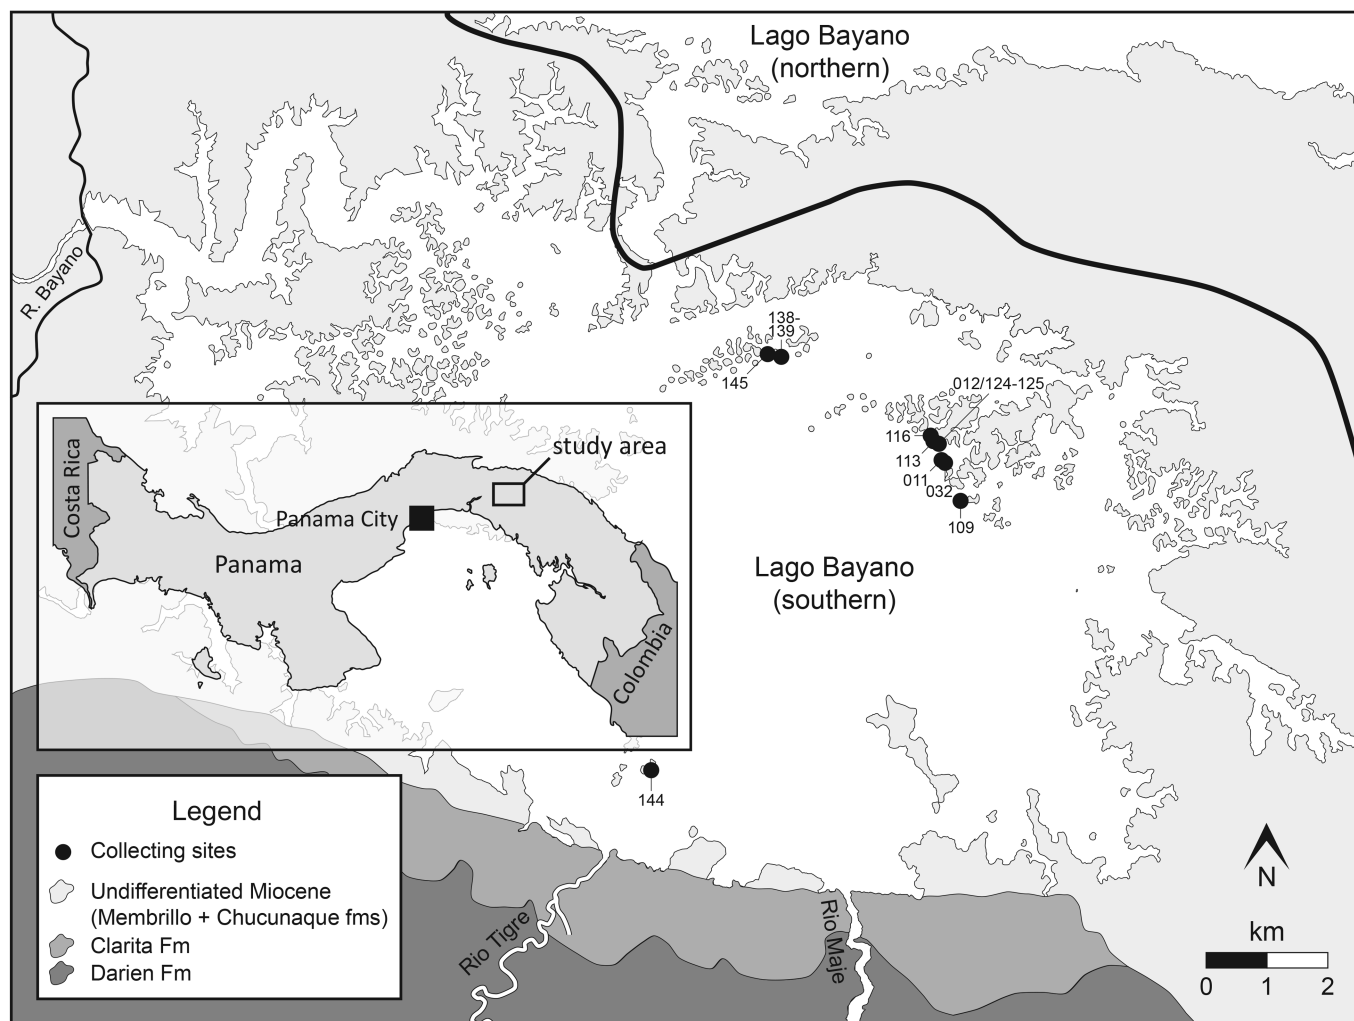 Lago Bayano
(northern)
R. Bayano
138-
139
145
012/124-125
116
113
011
032
109
study area
Costa Rica
Panama City
Panama
Colombia
Lago Bayano
(southern)
144
Legend
Collecting sites
Undifferentiated Miocene
(Membrillo + Chucunaque fms)
Clarita Fm
Darien Fm
Rio Tigre
Rio Maje
N
km
0 1 2